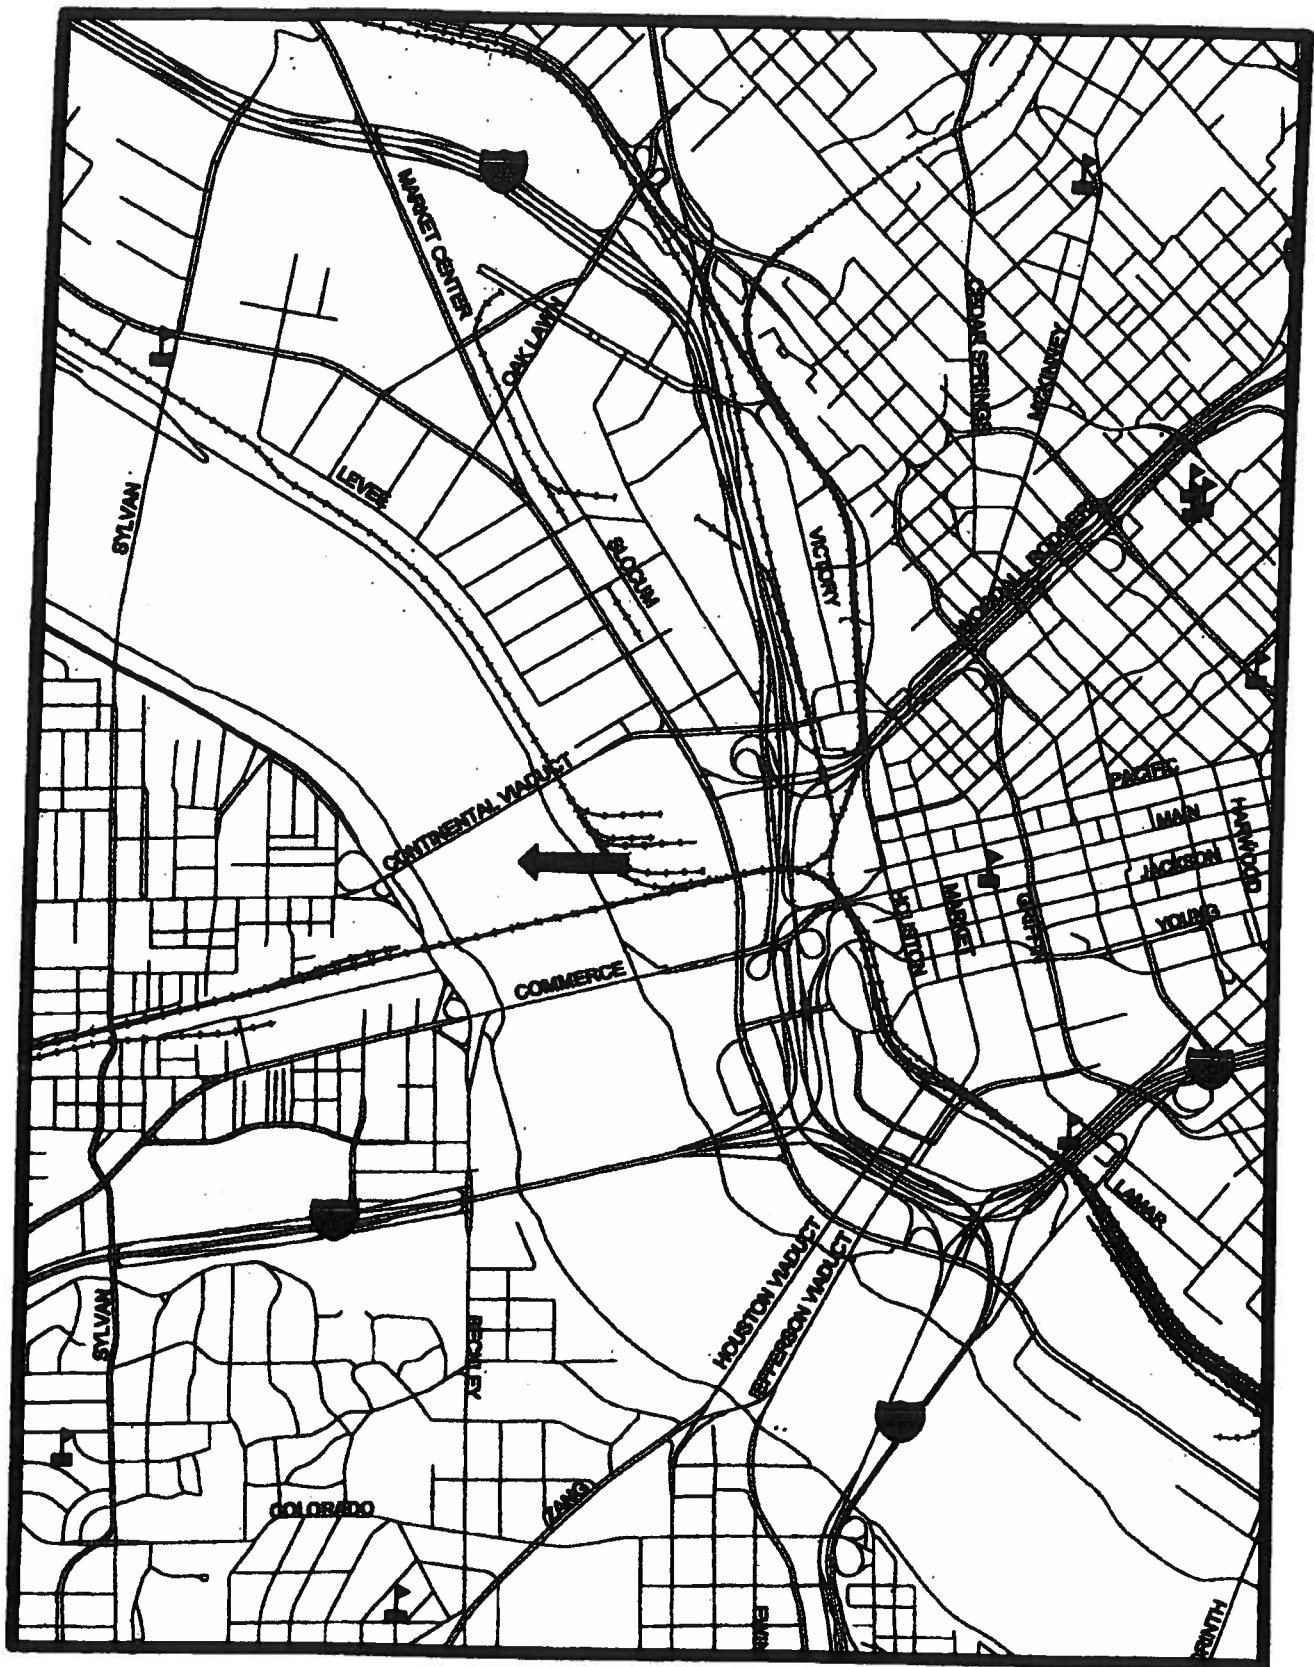 MARKET CENTER
OAK LAWN
CEDAR SPRINGS
MCKINNEY
SYLVAN
LEVEE
SLOCUM
VICTORY
WOODALL RODGERS
CONTINENTAL VIADUCT
PACIFIC
MAIN
HARWOOD
JACKSON
HOUSTON
MARKET
GRIFFIN
YOUNG
COMMERCE
LAMAR
HOUSTON VIADUCT
JEFFERSON VIADUCT
SYLVAN
BECKLEY
COLORADO
(ZANG)